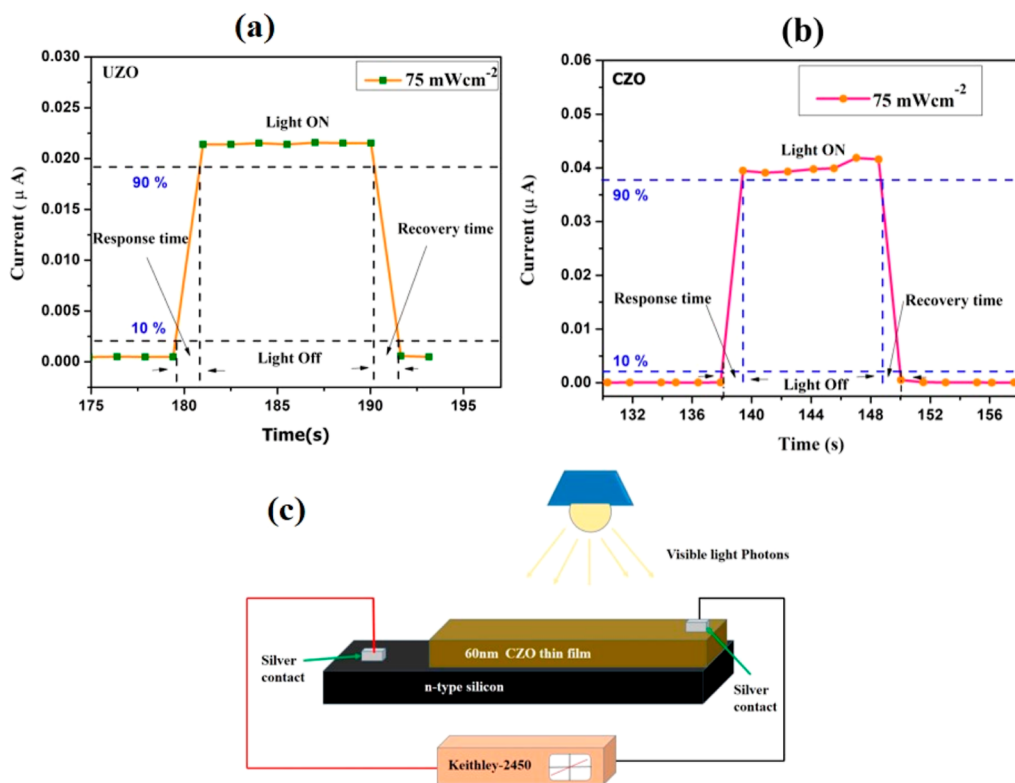 (a)
UZO
75 mWcm⁻²
Light ON
90 %
Response time
Recovery time
10 %
Light Off
0.030
0.025
0.020
0.015
0.010
0.005
0.000
Current ( μ A)
175 180 185 190 195
Time(s)
(b)
CZO
75 mWcm⁻²
Light ON
90 %
Response time
Recovery time
10 %
Light Off
0.06
0.04
0.04
0.02
0.00
0.00
Current (μ A)
132 136 140 144 148 152 156
Time (s)
(c)
Visible light Photons
Silver
contact
60nm CZO thin film
n-type silicon
Silver
contact
Keithley-2450